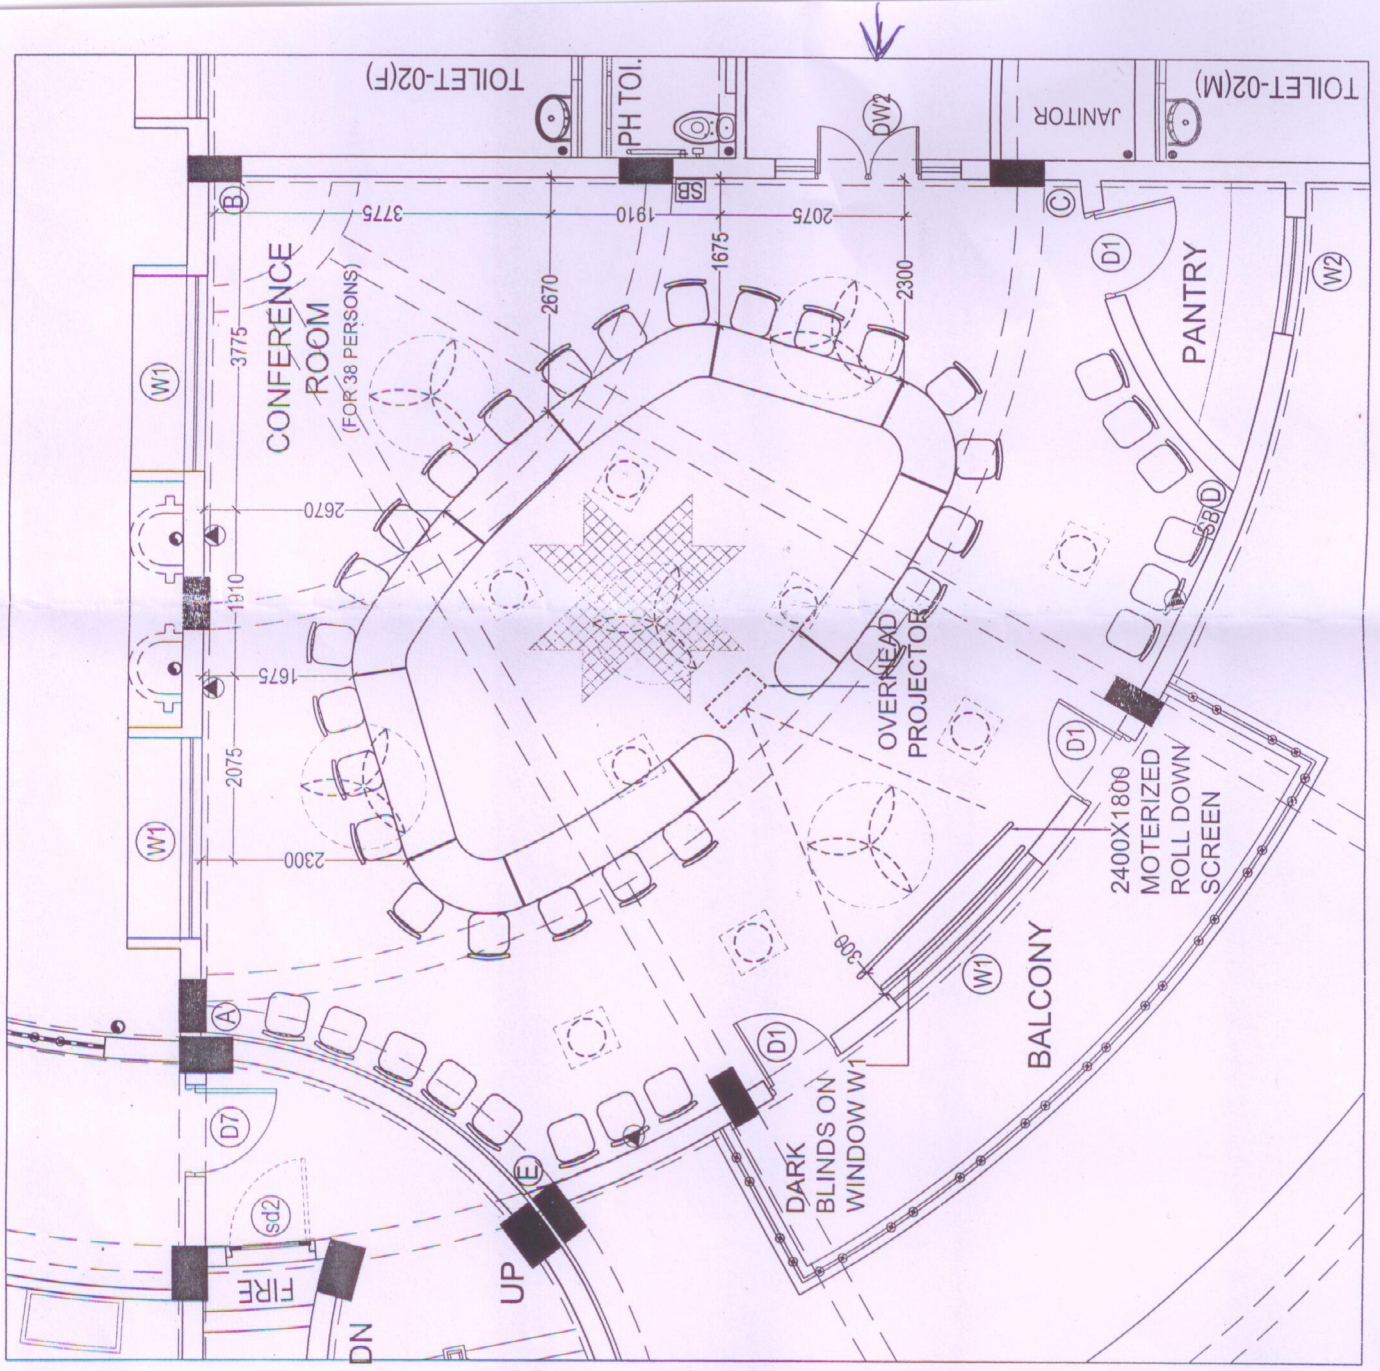 TOILET-02(F)
PH TOI.
DW2
JANITOR
TOILET-02(M)
B
SB
C
3775
1910
2075
CONFERENCE
ROOM
(FOR 38 PERSONS)
3775
2670
1675
2300
D1
PANTRY
W2
W1
2670
1910
1675
2075
2300
W1
SB
D
OVERHEAD
PROJECTOR
D1
2400X1800
MOTERIZED
ROLL DOWN
SCREEN
300
W1
BALCONY
A
D1
DARK
BLINDS ON
WINDOW W1
D7
E
sd2
FIRE
UP
DN